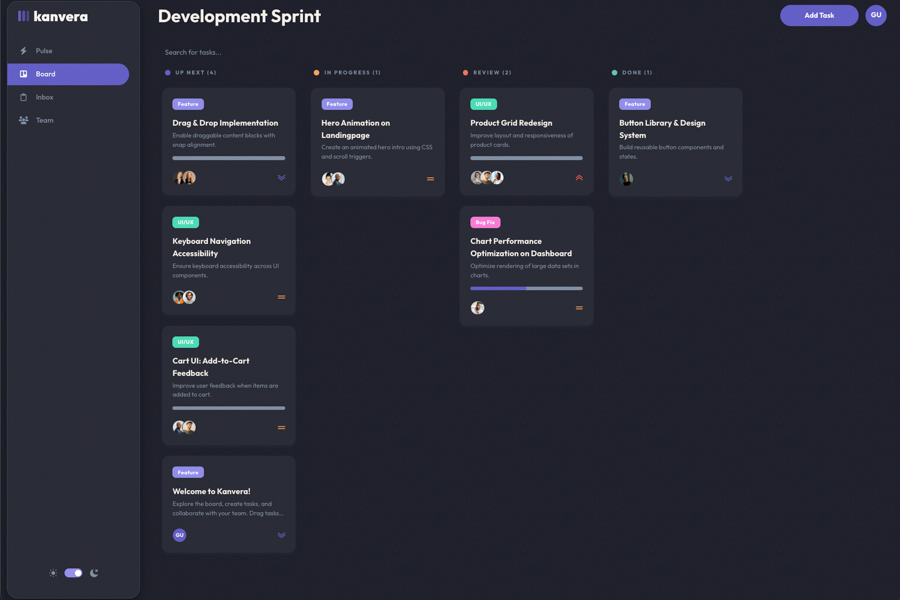 kanvera
Pulse
Board
Inbox
Team
Development Sprint
Add Task
GU
Search for tasks...
UP NEXT (4)
Feature
Drag & Drop Implementation
Enable draggable content blocks with
snap alignment.
UI/UX
Keyboard Navigation
Accessibility
Ensure keyboard accessibility across UI
components.
UI/UX
Cart UI: Add-to-Cart
Feedback
Improve user feedback when items are
added to cart.
Feature
Welcome to Kanvera!
Explore the board, create tasks, and
collaborate with your team. Drag tasks...
GU
IN PROGRESS (1)
Feature
Hero Animation on
Landingpage
Create an animated hero intro using CSS
and scroll triggers.
REVIEW (2)
UI/UX
Product Grid Redesign
Improve layout and responsiveness of
product cards.
Bug Fix
Chart Performance
Optimization on Dashboard
Optimize rendering of large data sets in
charts.
DONE (1)
Feature
Button Library & Design
System
Build reusable button components and
states.